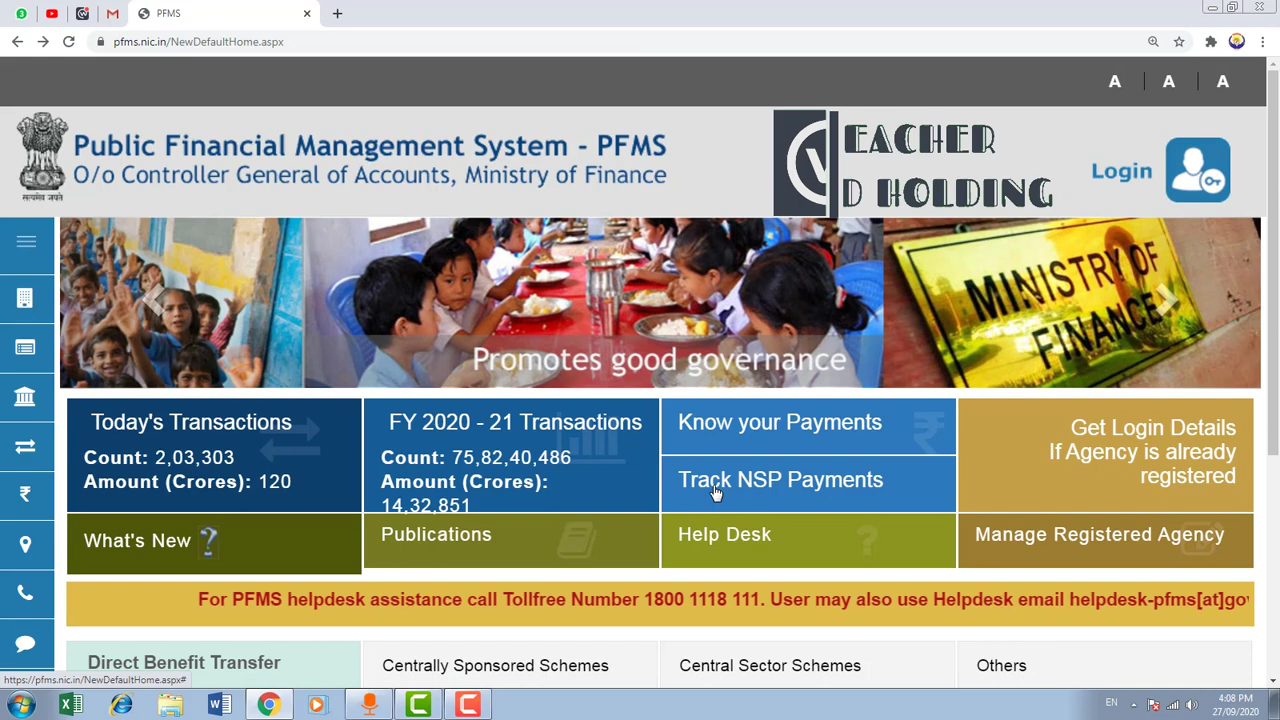 PFMS
pfms.nic.in/NewDefaultHome.aspx
A A A
सत्यमेव जयते
Public Financial Management System - PFMS
O/o Controller General of Accounts, Ministry of Finance
EACHER
D HOLDING
Login
MINISTRY OF
FINANCE
Promotes good governance
Today's Transactions
Count: 2,03,303
Amount (Crores): 120
FY 2020 - 21 Transactions
Count: 75,82,40,486
Amount (Crores):
14,32,851
Know your Payments
Track NSP Payments
Get Login Details
If Agency is already
registered
What's New ?
Publications
Help Desk
Manage Registered Agency
For PFMS helpdesk assistance call Tollfree Number 1800 1118 111. User may also use Helpdesk email helpdesk-pfms[at]gov
Direct Benefit Transfer
Centrally Sponsored Schemes
Central Sector Schemes
Others
https://pfms.nic.in/NewDefaultHome.aspx#
EN
4:08 PM
27/09/2020